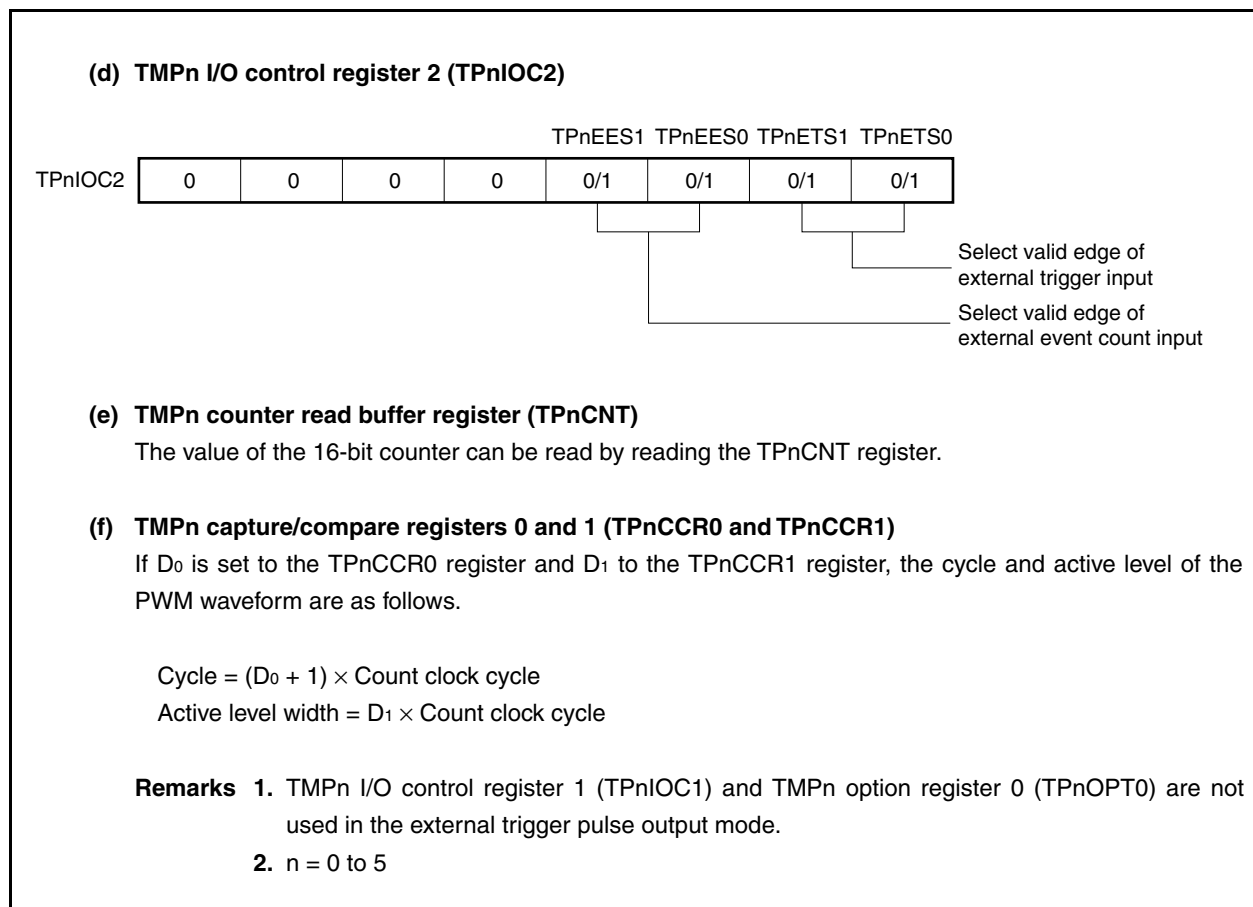 (d) TMPn I/O control register 2 (TPnIOC2)
TPnEES1 TPnEES0 TPnETS1 TPnETS0
TPnIOC2 0 0 0 0 0/1 0/1 0/1 0/1
Select valid edge of
external trigger input
Select valid edge of
external event count input
(e) TMPn counter read buffer register (TPnCNT)
The value of the 16-bit counter can be read by reading the TPnCNT register.
(f) TMPn capture/compare registers 0 and 1 (TPnCCR0 and TPnCCR1)
If D0 is set to the TPnCCR0 register and D1 to the TPnCCR1 register, the cycle and active level of the
PWM waveform are as follows.
Cycle = (D0 + 1) × Count clock cycle
Active level width = D1 × Count clock cycle
Remarks 1. TMPn I/O control register 1 (TPnIOC1) and TMPn option register 0 (TPnOPT0) are not
used in the external trigger pulse output mode.
2. n = 0 to 5